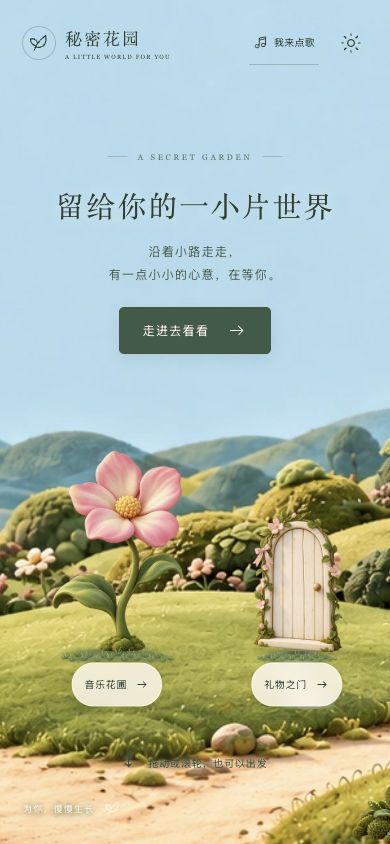 秘密花园
A LITTLE WORLD FOR YOU
我来点歌
A SECRET GARDEN
留给你的一小片世界
沿着小路走走，
有一点小小的心意，在等你。
走进去看看 →
音乐花圃 →
礼物之门 →
拖动或滚轮，也可以出发
为你，慢慢生长